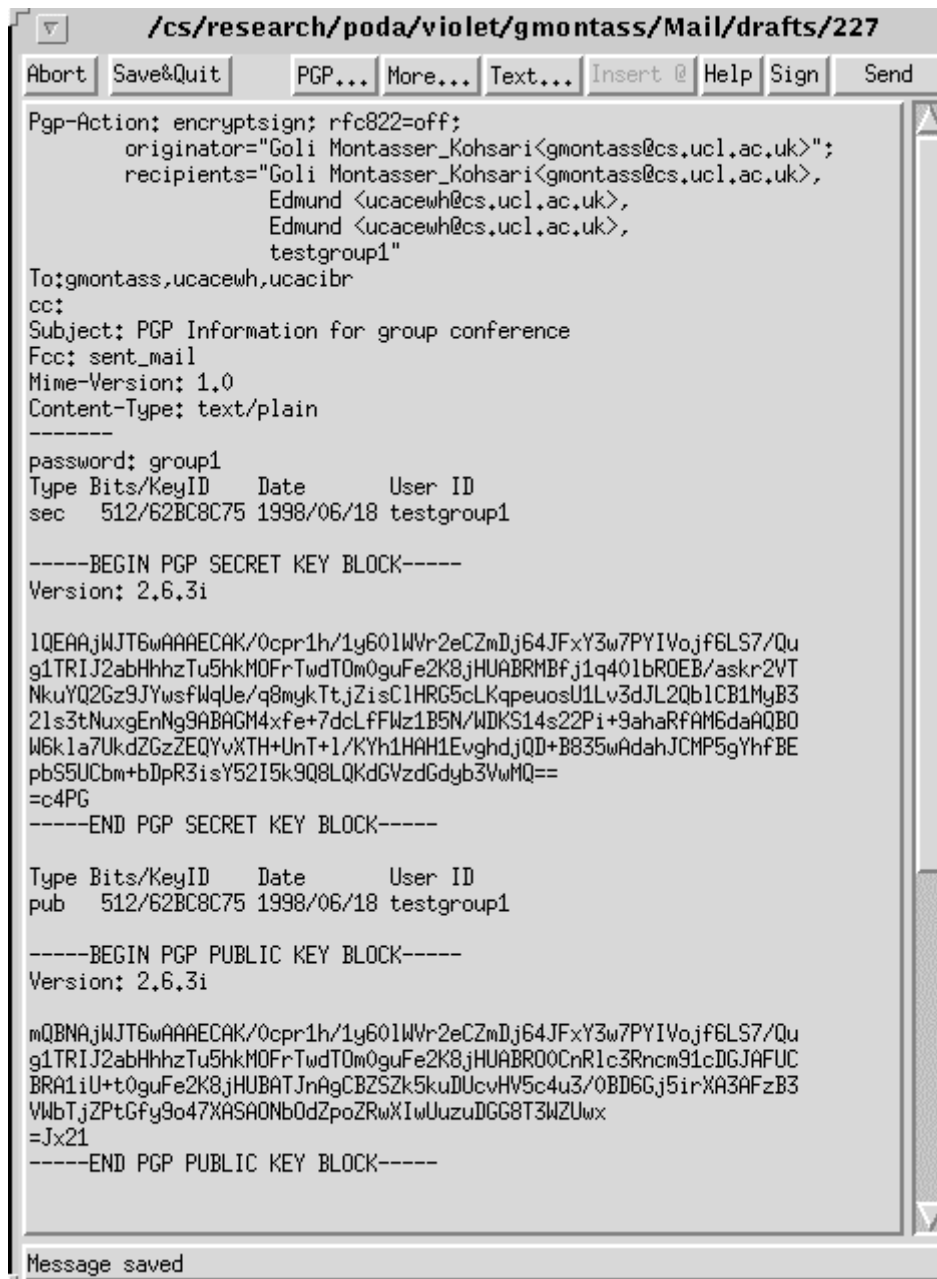 /cs/research/poda/violet/gmontass/Mail/drafts/227
Abort Save&Quit PGP... More... Text... Insert @ Help Sign Send
Pgp-Action: encryptsign; rfc822=off;
originator="Goli Montasser_Kohsari<gmontass@cs.ucl.ac.uk>";
recipients="Goli Montasser_Kohsari<gmontass@cs.ucl.ac.uk>,
Edmund <ucacewh@cs.ucl.ac.uk>,
Edmund <ucacewh@cs.ucl.ac.uk>,
testgroup1"
To:gmontass,ucacewh,ucacibr
cc:
Subject: PGP Information for group conference
Fcc: sent_mail
Mime-Version: 1.0
Content-Type: text/plain
-------
password: group1
Type Bits/KeyID Date User ID
sec 512/62BC8C75 1998/06/18 testgroup1
-----BEGIN PGP SECRET KEY BLOCK-----
Version: 2.6.3i
lQEAAjWJT6wAAAECAK/0cpr1h/1y60lWVr2eCZmDj64JFxY3w7PYIVojf6LS7/Qu
g1TRIJ2abHhhzTu5hkMOFrTwdTOm0guFe2K8jHUABRMBfj1q40lbROEB/askr2VT
NkuYQ2Gz9JYwsfWqUe/q8mykTtjZisClHRG5cLKqpeuosU1Lv3dJL2QblCB1MyB3
2ls3tNuxgEnNg9ABAGM4xfe+7dcLfFWz1B5N/WDKS14s22Pi+9ahaRfAM6daAQBO
W6kla7UkdZGzZEQYvXTH+UnT+l/KYh1HAH1EvghdjQD+B835wAdahJCMP5gYhfBE
pbS5UCbm+bDpR3isY52I5k9Q8LQKdGVzdGdyb3VwMQ==
=c4PG
-----END PGP SECRET KEY BLOCK-----
Type Bits/KeyID Date User ID
pub 512/62BC8C75 1998/06/18 testgroup1
-----BEGIN PGP PUBLIC KEY BLOCK-----
Version: 2.6.3i
mQBNAjWJT6wAAAECAK/0cpr1h/1y60lWVr2eCZmDj64JFxY3w7PYIVojf6LS7/Qu
g1TRIJ2abHhhzTu5hkMOFrTwdTOm0guFe2K8jHUABRO0CnRlc3Rncm91cDGJAFUC
BRA1iU+t0guFe2K8jHUBATJnAgCBZSZk5kuDUcvHV5c4u3/0BD6Gj5irXA3AFzB3
VWbTjZPtGfy9o47XASAONbOdZpoZRwXIwUuzuDGG8T3WZUwx
=Jx21
-----END PGP PUBLIC KEY BLOCK-----
Message saved